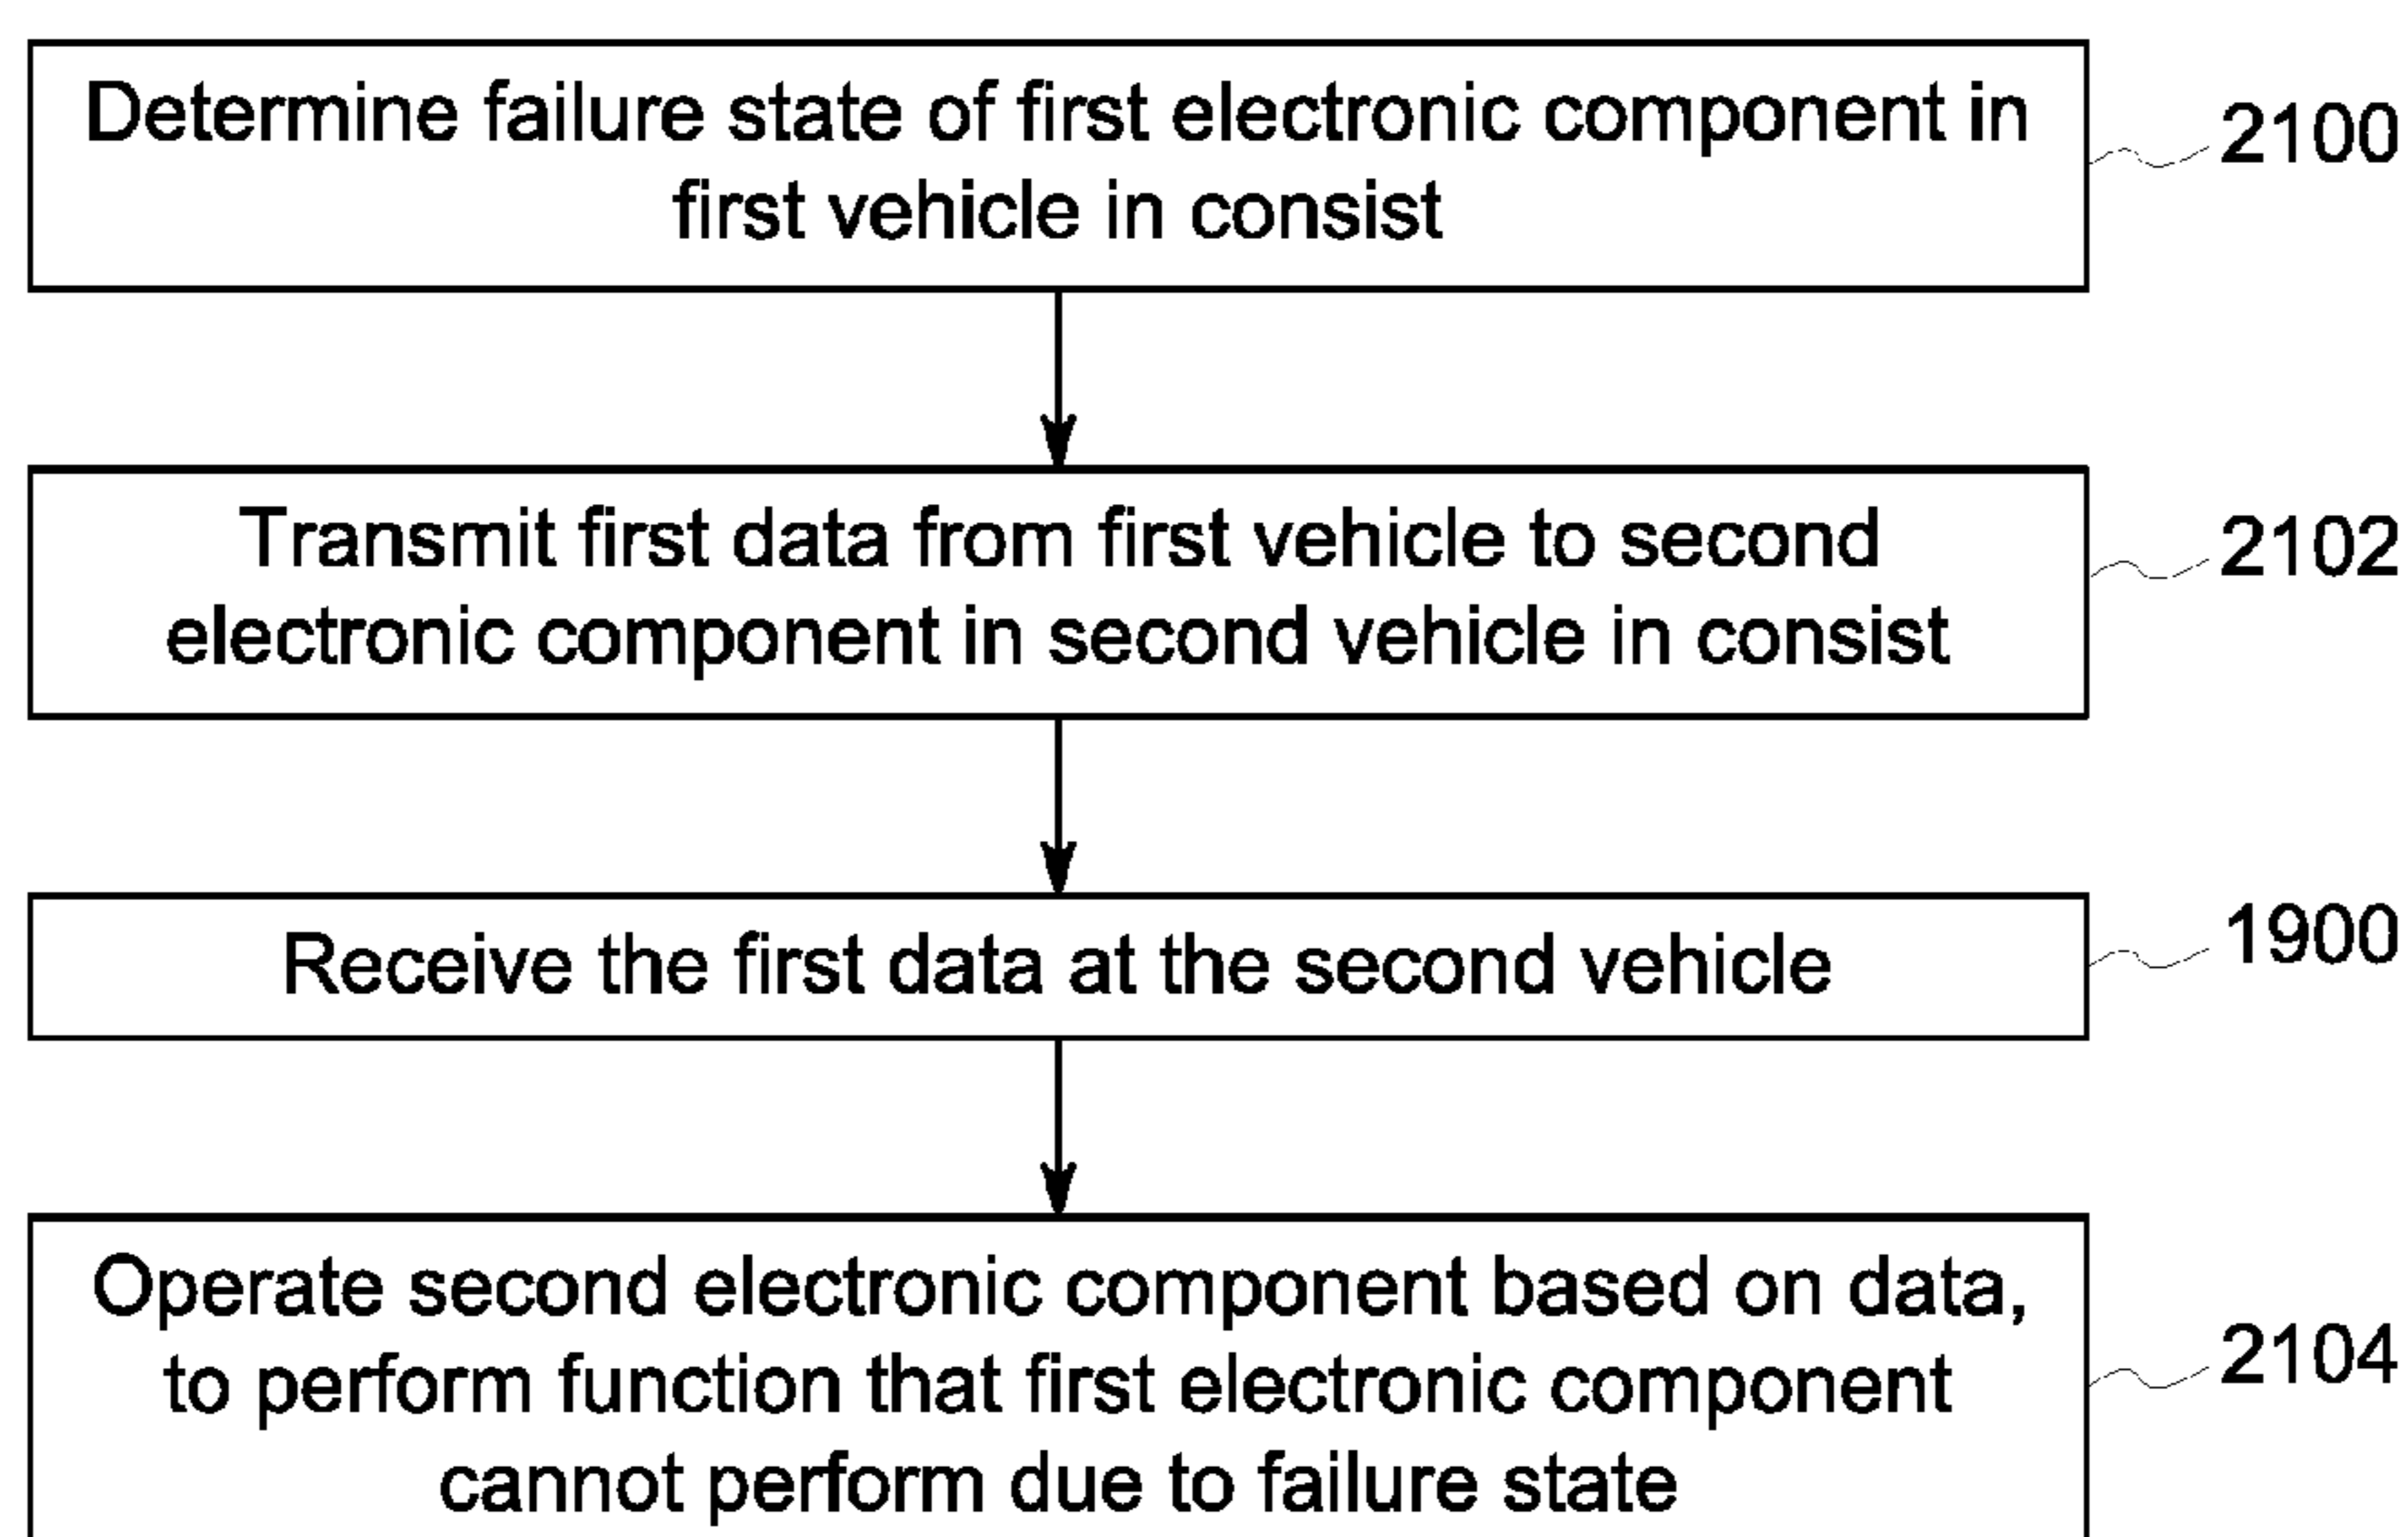 Determine failure state of first electronic component in
first vehicle in consist
2100
Transmit first data from first vehicle to second
electronic component in second vehicle in consist
2102
Receive the first data at the second vehicle
1900
Operate second electronic component based on data,
to perform function that first electronic component
cannot perform due to failure state
2104